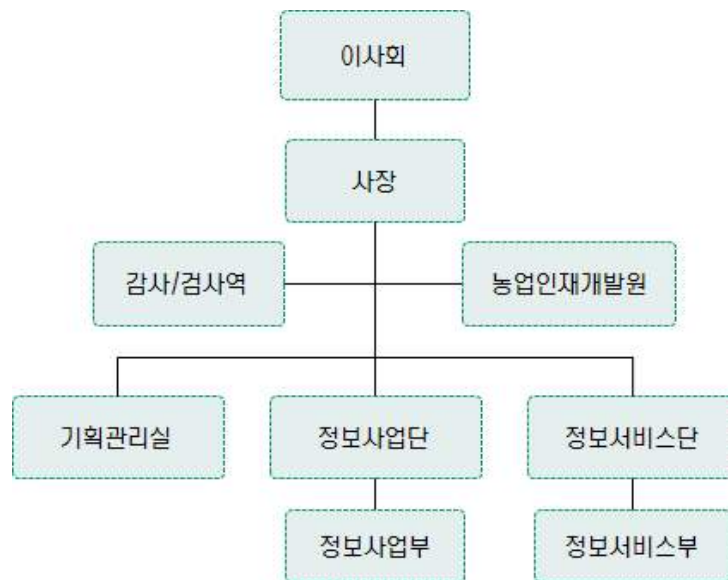 이사회
사장
감사/검사역
농업인재개발원
기획관리실
정보사업단
정보서비스단
정보사업부
정보서비스부